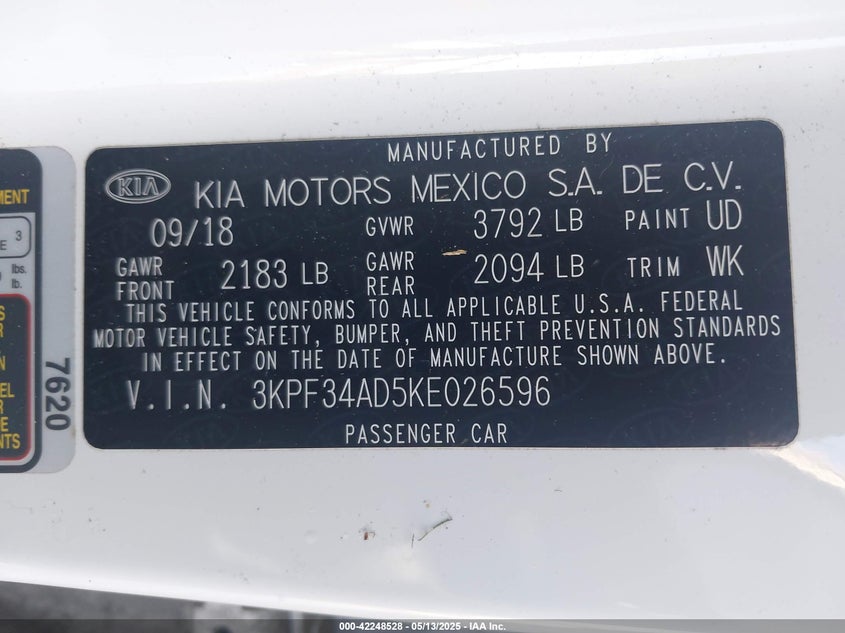 MANUFACTURED BY
KIA KIA MOTORS MEXICO S.A. DE C.V.
09/18 GVWR 3792 LB PAINT UD
GAWR FRONT 2183 LB GAWR REAR 2094 LB TRIM WK
THIS VEHICLE CONFORMS TO ALL APPLICABLE U.S.A. FEDERAL
MOTOR VEHICLE SAFETY, BUMPER, AND THEFT PREVENTION STANDARDS
IN EFFECT ON THE DATE OF MANUFACTURE SHOWN ABOVE.
V.I.N. 3KPF34AD5KE026596
PASSENGER CAR
7620
3
lbs.
kg
000-42248528 - 05/13/2025 - IAA Inc.